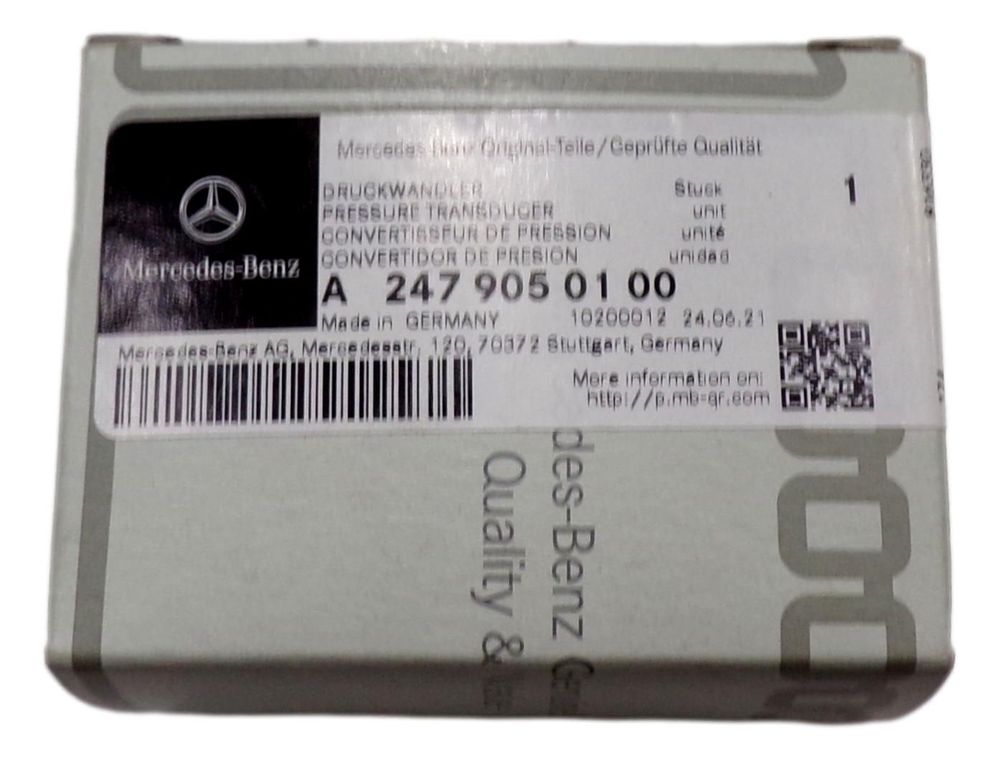 Mercedes-Benz Original-Teile/Geprüfte Qualität
Mercedes-Benz
DRUCKWANDLER Stück 1
PRESSURE TRANSDUCER unit
CONVERTISSEUR DE PRESSION unité
CONVERTIDOR DE PRESION unidad
A 247 905 01 00
Made in GERMANY 10200012 24.06.21
Mercedes-Benz AG, Mercedesstr. 120, 70372 Stuttgart, Germany
More information on:
http://p.mb-qr.com
des-Benz
Quality &